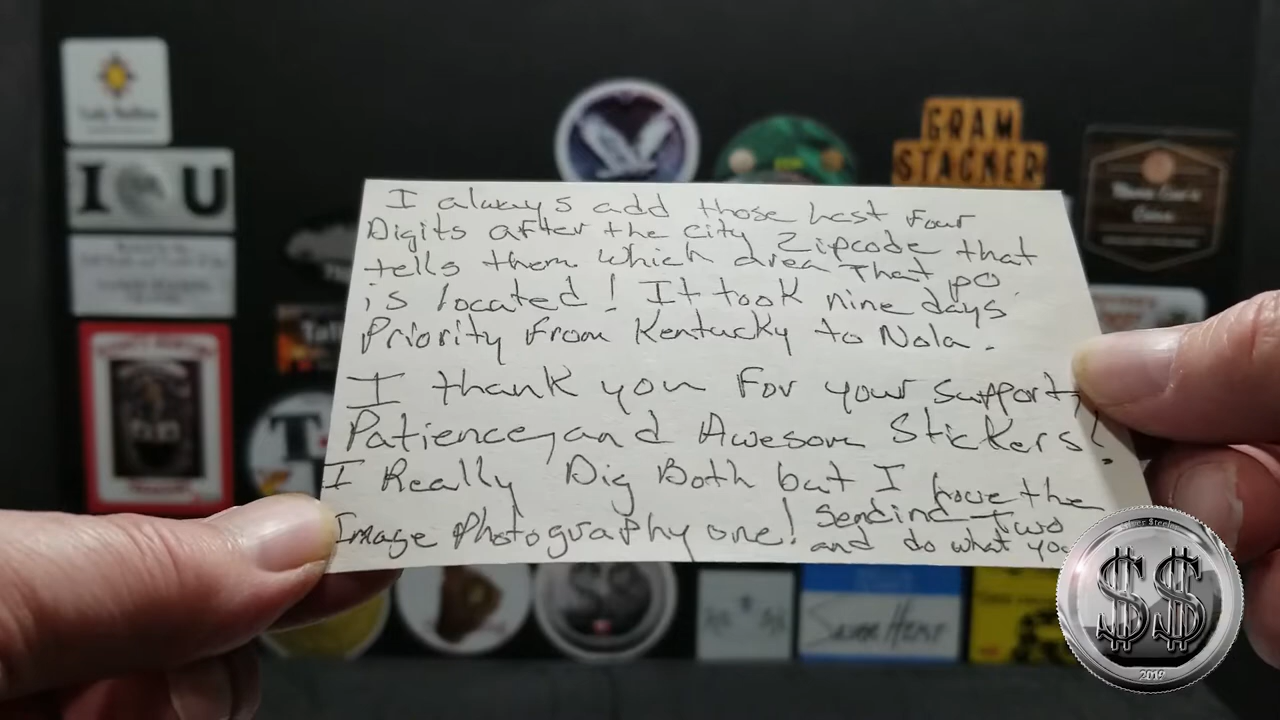 I always add those last four
Digits after the city Zipcode that
tells them which area That po
is located! It took nine days
Priority from Kentucky to Nola.
I thank you for your support,
Patience, and Awesome Stickers!
I Really Dig Both but I love the
Image Photography one! Sending Two
and do what you
GRAM
STACKER
I U
$$
2019